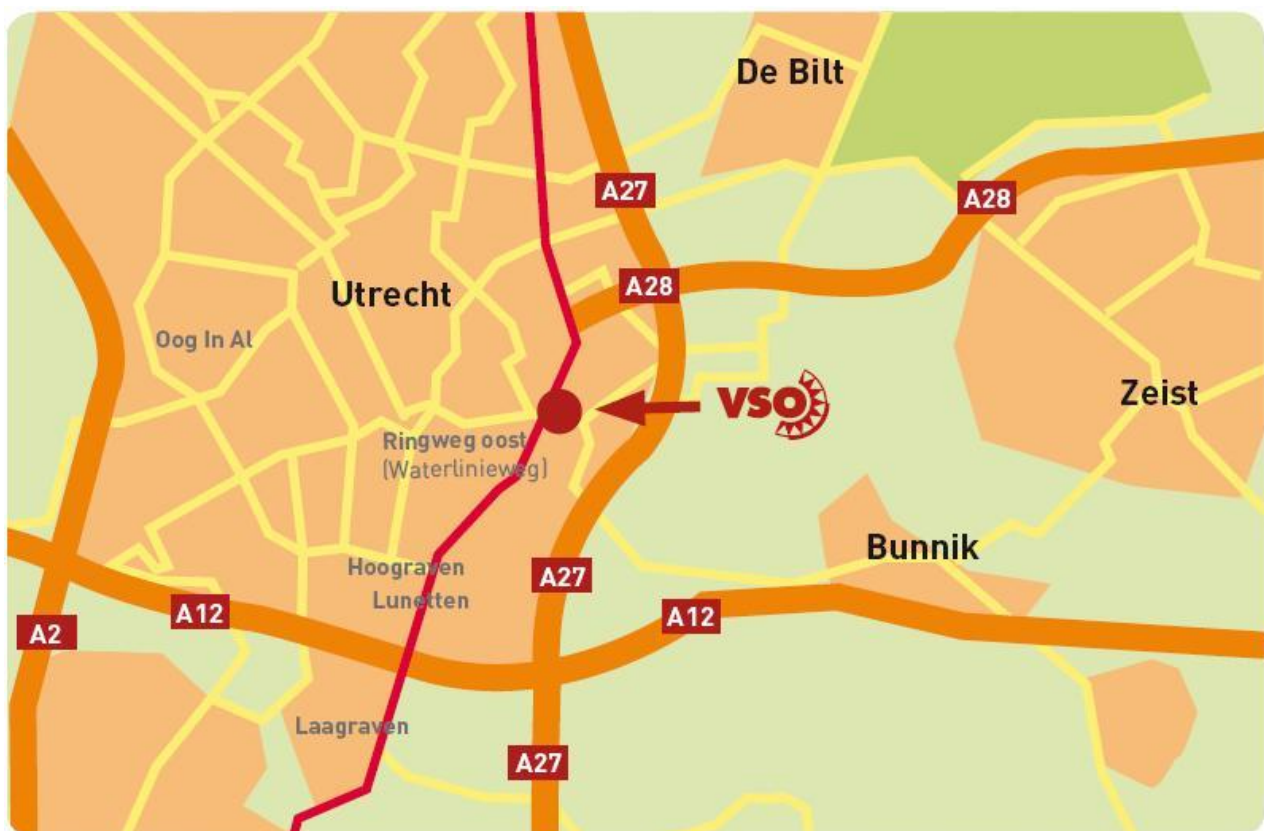 De Bilt
A27
A28
A28
Utrecht
Oog In Al
Zeist
VSO
Ringweg oost
(Waterlinieweg)
Bunnik
Hoograven
A27
Lunetten
A12
A12
A2
Laagraven
A27